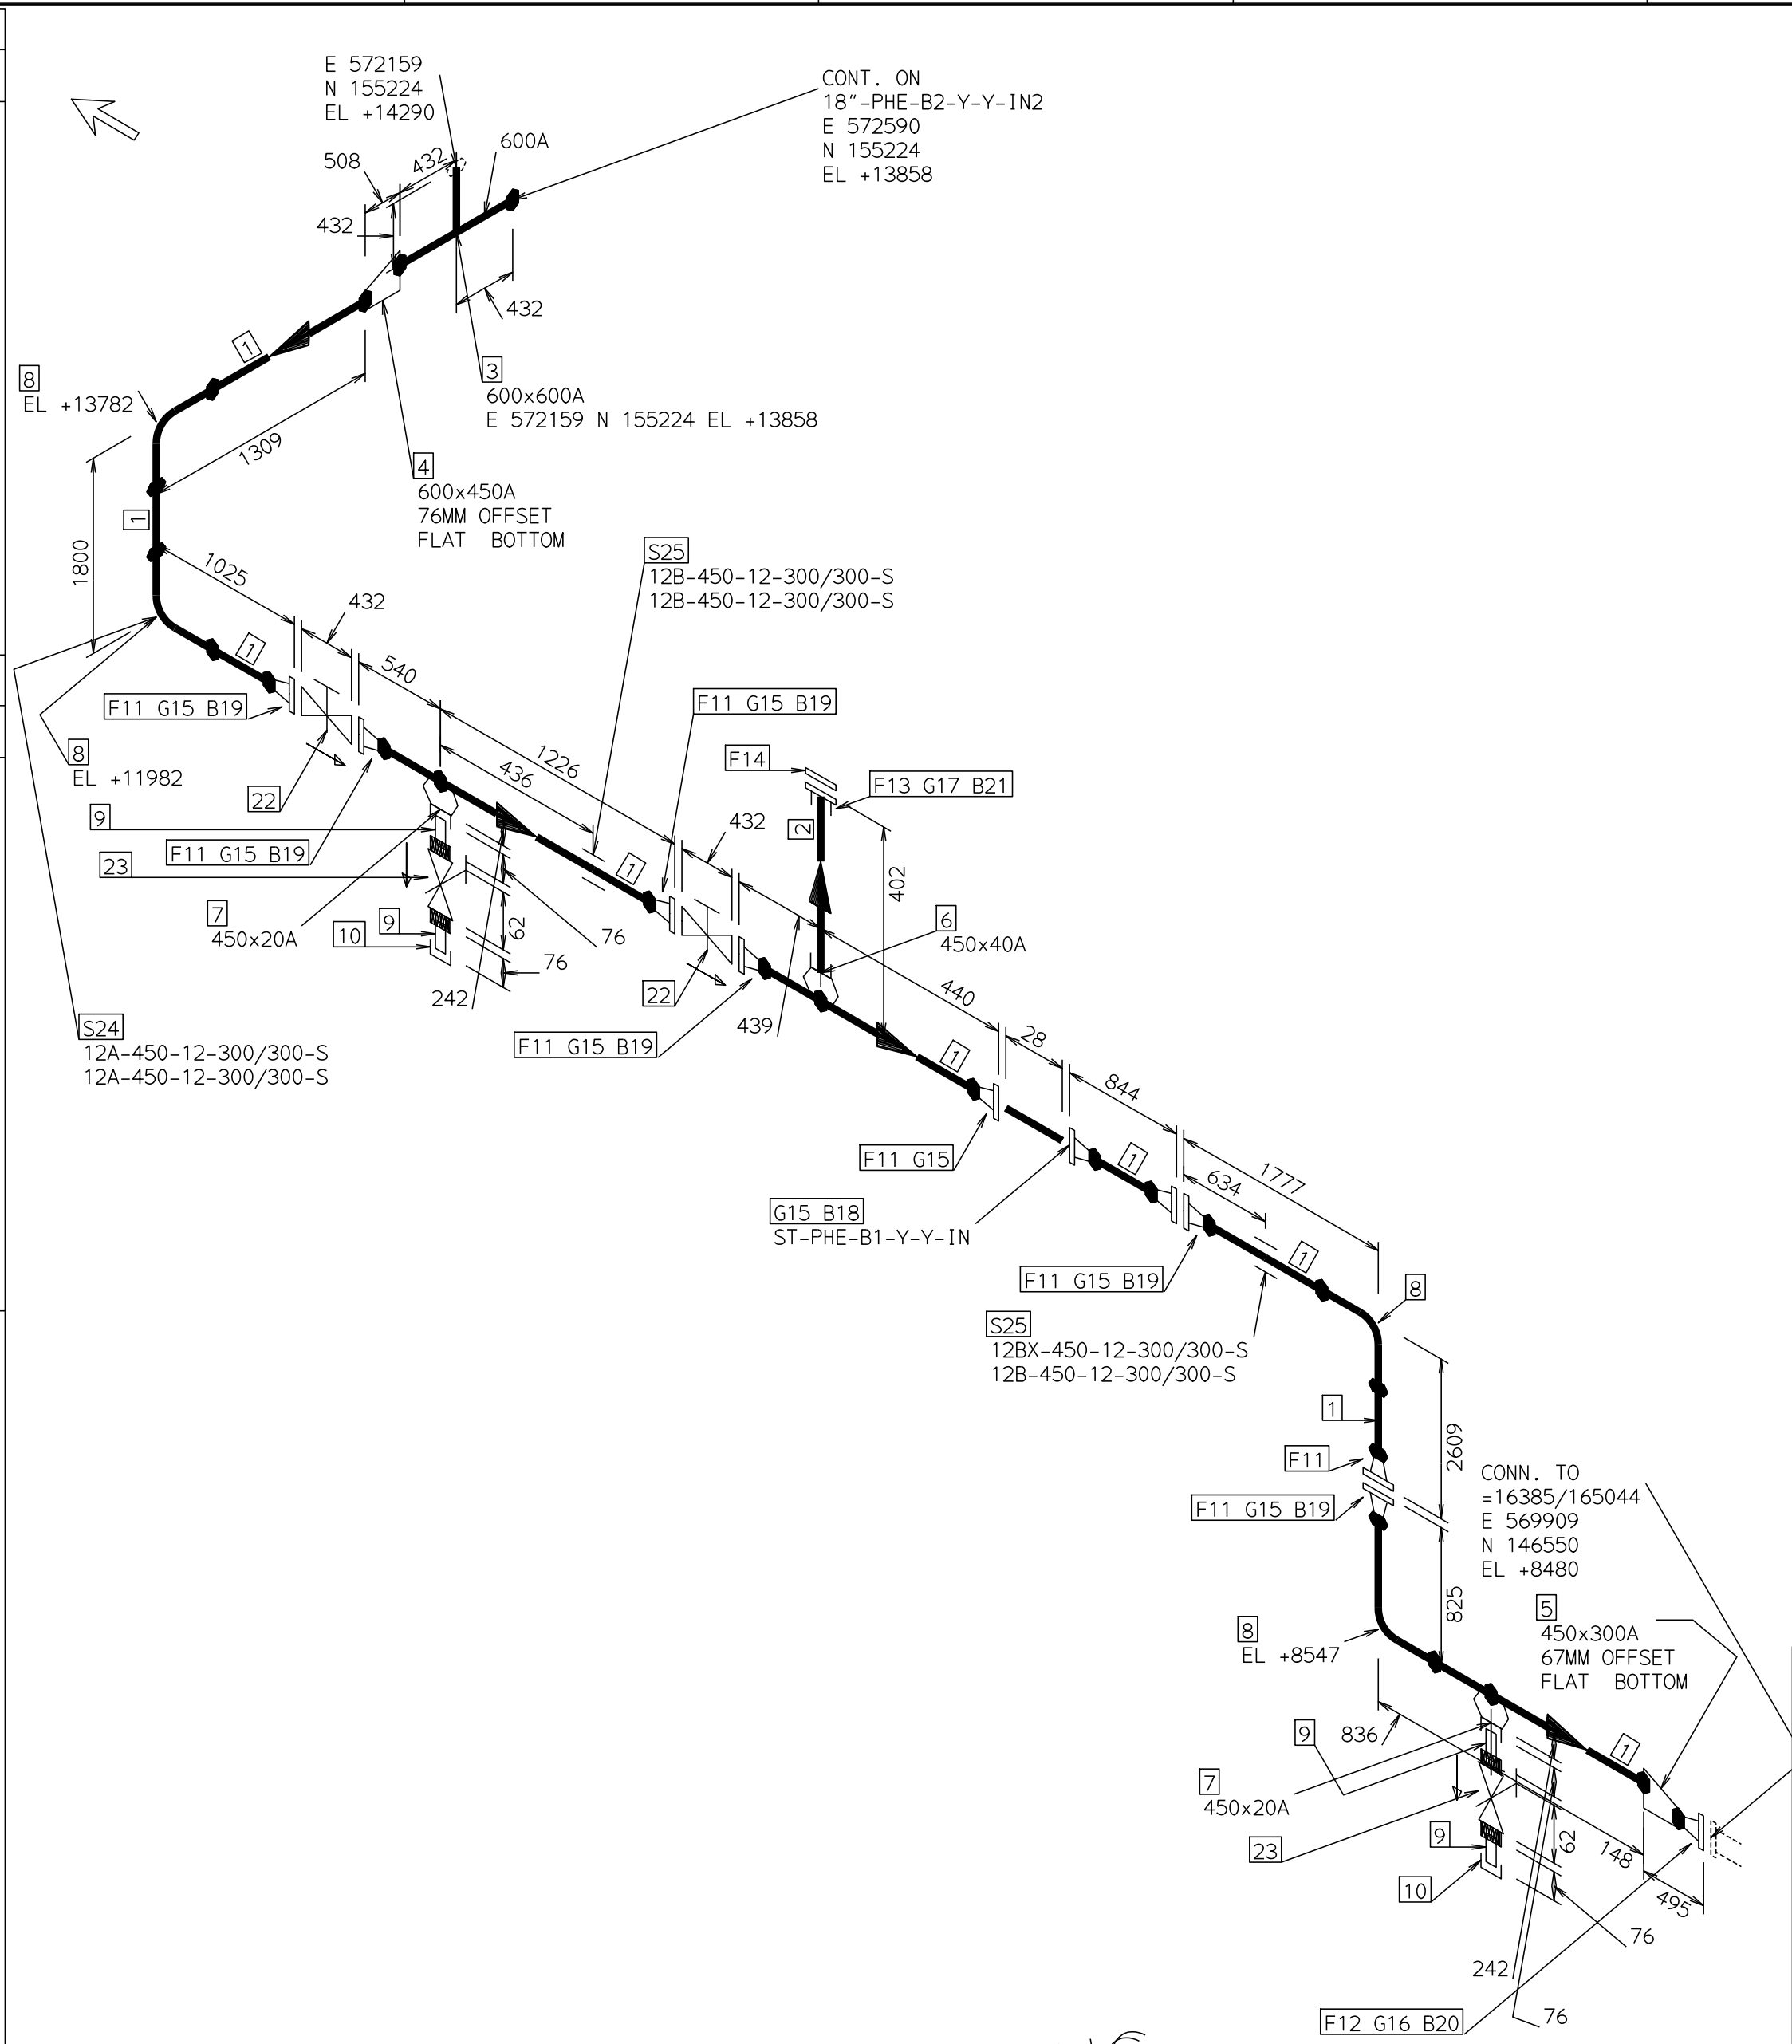 E 572159
N 155224
EL +14290
CONT. ON
18"-PHE-B2-Y-Y-IN2
E 572590
N 155224
EL +13858
600A
508
432
432
432
1
3
600x600A
E 572159 N 155224 EL +13858
8
EL +13782
1309
4
600x450A
76MM OFFSET
FLAT BOTTOM
1
1800
1025
432
S25
12B-450-12-300/300-S
12B-450-12-300/300-S
1
540
F11 G15 B19
F11 G15 B19
8
EL +11982
22
1226
436
F14
F13 G17 B21
9
F11 G15 B19
432
2
23
1
402
7
450x20A
9
10
62
76
76
242
6
450x40A
22
439
440
F11 G15 B19
S24
12A-450-12-300/300-S
12A-450-12-300/300-S
1
28
844
F11 G15
1
1777
634
G15 B18
ST-PHE-B1-Y-Y-IN
F11 G15 B19
1
8
S25
12BX-450-12-300/300-S
12B-450-12-300/300-S
1
2609
F11
F11 G15 B19
CONN. TO
=16385/165044
E 569909
N 146550
EL +8480
825
5
450x300A
67MM OFFSET
FLAT BOTTOM
8
EL +8547
836
9
1
7
450x20A
23
9
62
148
10
495
76
242
76
F12 G16 B20